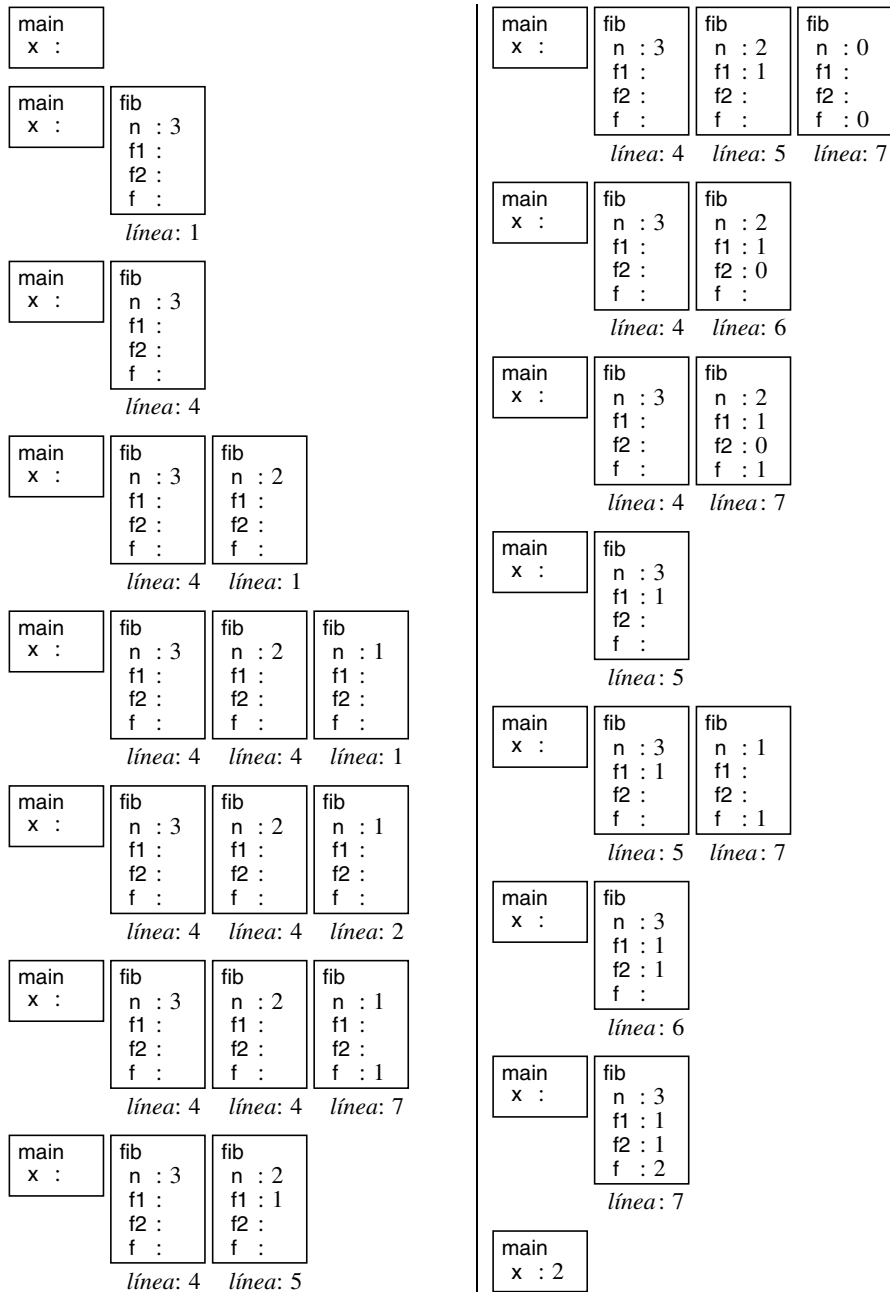 main
x :
main
x :
fib
n : 3
f1 :
f2 :
f :
línea: 1
main
x :
fib
n : 3
f1 :
f2 :
f :
línea: 4
main
x :
fib
n : 3
f1 :
f2 :
f :
línea: 4
fib
n : 2
f1 :
f2 :
f :
línea: 1
main
x :
fib
n : 3
f1 :
f2 :
f :
línea: 4
fib
n : 2
f1 :
f2 :
f :
línea: 4
fib
n : 1
f1 :
f2 :
f :
línea: 1
main
x :
fib
n : 3
f1 :
f2 :
f :
línea: 4
fib
n : 2
f1 :
f2 :
f :
línea: 4
fib
n : 1
f1 :
f2 :
f :
línea: 2
main
x :
fib
n : 3
f1 :
f2 :
f :
línea: 4
fib
n : 2
f1 :
f2 :
f :
línea: 4
fib
n : 1
f1 :
f2 :
f : 1
línea: 7
main
x :
fib
n : 3
f1 :
f2 :
f :
línea: 4
fib
n : 2
f1 : 1
f2 :
f :
línea: 5
main
x :
fib
n : 3
f1 :
f2 :
f :
línea: 4
fib
n : 2
f1 : 1
f2 :
f :
línea: 5
fib
n : 0
f1 :
f2 :
f : 0
línea: 7
main
x :
fib
n : 3
f1 :
f2 :
f :
línea: 4
fib
n : 2
f1 : 1
f2 : 0
f :
línea: 6
main
x :
fib
n : 3
f1 :
f2 :
f :
línea: 4
fib
n : 2
f1 : 1
f2 : 0
f : 1
línea: 7
main
x :
fib
n : 3
f1 : 1
f2 :
f :
línea: 5
main
x :
fib
n : 3
f1 : 1
f2 :
f :
línea: 5
fib
n : 1
f1 :
f2 :
f : 1
línea: 7
main
x :
fib
n : 3
f1 : 1
f2 : 1
f :
línea: 6
main
x :
fib
n : 3
f1 : 1
f2 : 1
f : 2
línea: 7
main
x : 2